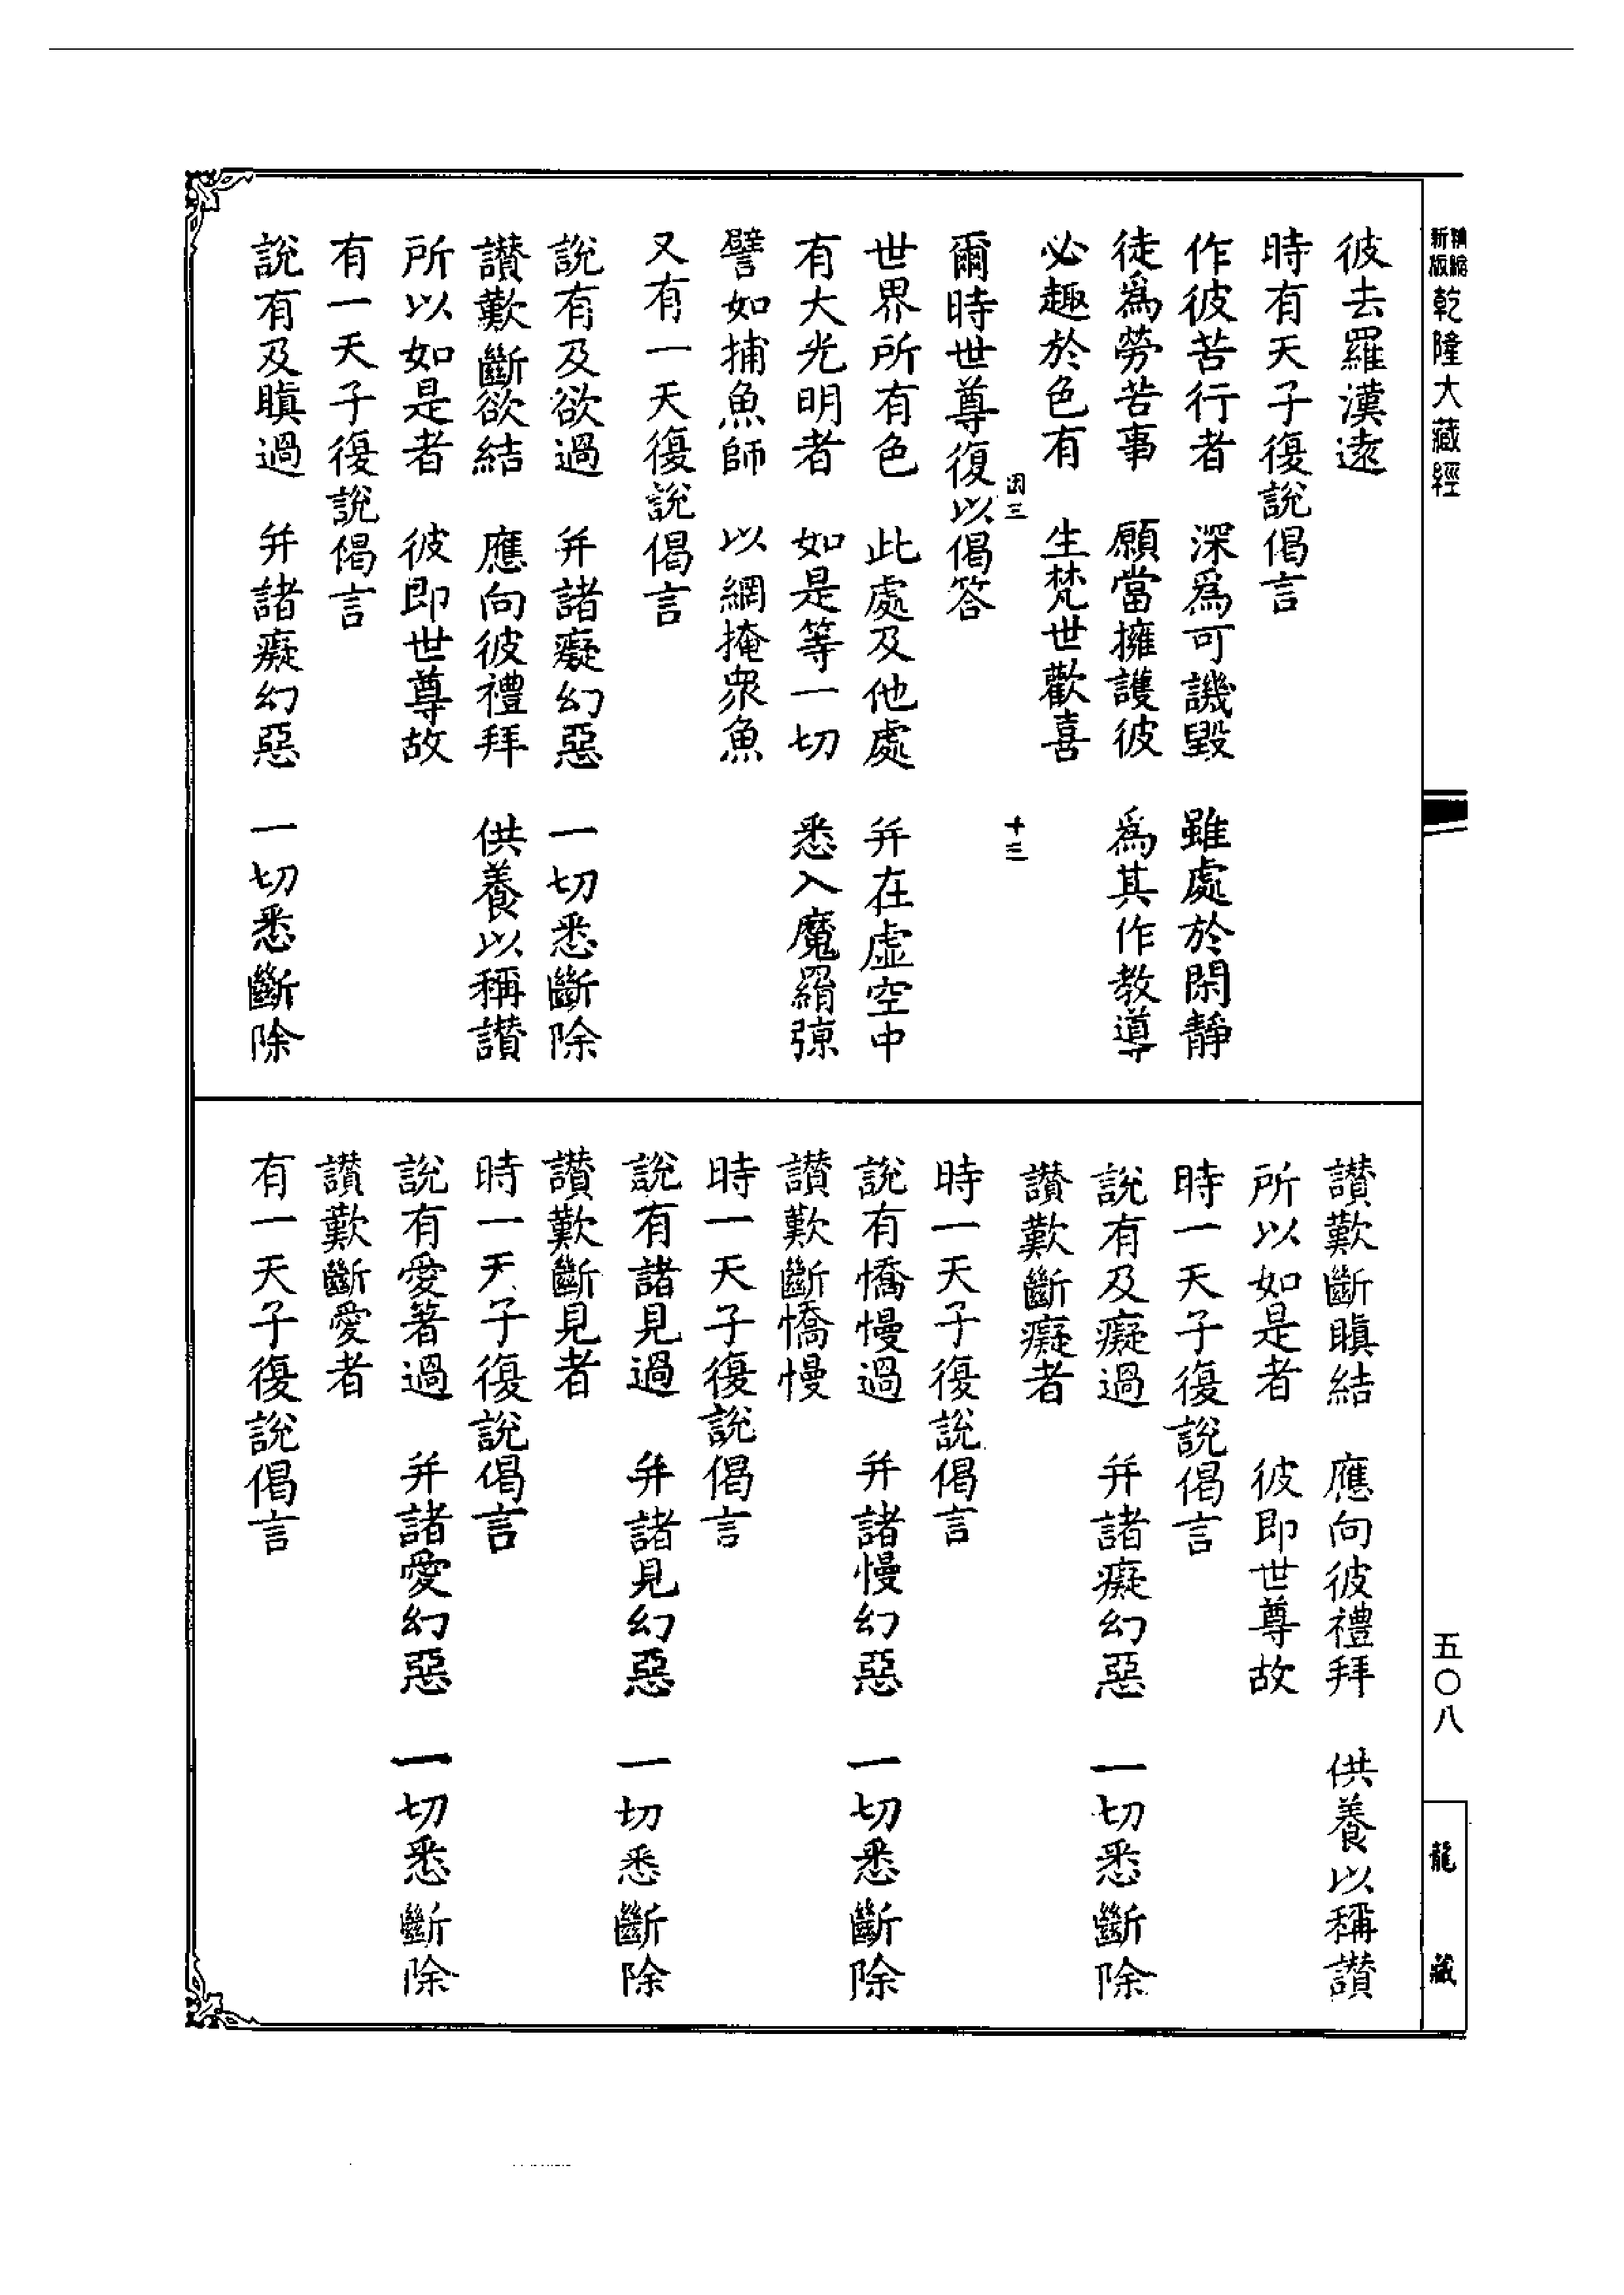 新版
乾隆大藏經
五〇八
龍藏
彼去羅漢遠
時有天子復說偈言
作彼苦行者　深爲可譏毀　雖處於閑靜
徒爲勞苦事　願當擁護彼　爲其作教導
必趣於色有　生梵世歡喜
因三　十三
爾時世尊復以偈答
世界所有色　此處及他處　并在虛空中
有大光明者　如是等一切　悉入魔羂弶
譬如捕魚師　以網掩衆魚
又有一天復說偈言
說有及欲過　并諸癡幻惡　一切悉斷除
讚歎斷欲結　應向彼禮拜　供養以稱讚
所以如是者　彼即世尊故
有一天子復說偈言
說有及瞋過　并諸癡幻惡　一切悉斷除
讚歎斷瞋結　應向彼禮拜　供養以稱讚
所以如是者　彼即世尊故
時一天子復說偈言
說有及癡過　并諸癡幻惡　一切悉斷除
讚歎斷癡者
時一天子復說偈言
說有憍慢過　并諸慢幻惡　一切悉斷除
讚歎斷憍慢
時一天子復說偈言
說有諸見過　并諸見幻惡　一切悉斷除
讚歎斷見者
時一天子復說偈言
說有愛著過　并諸愛幻惡　一切悉斷除
讚歎斷愛者
有一天子復說偈言